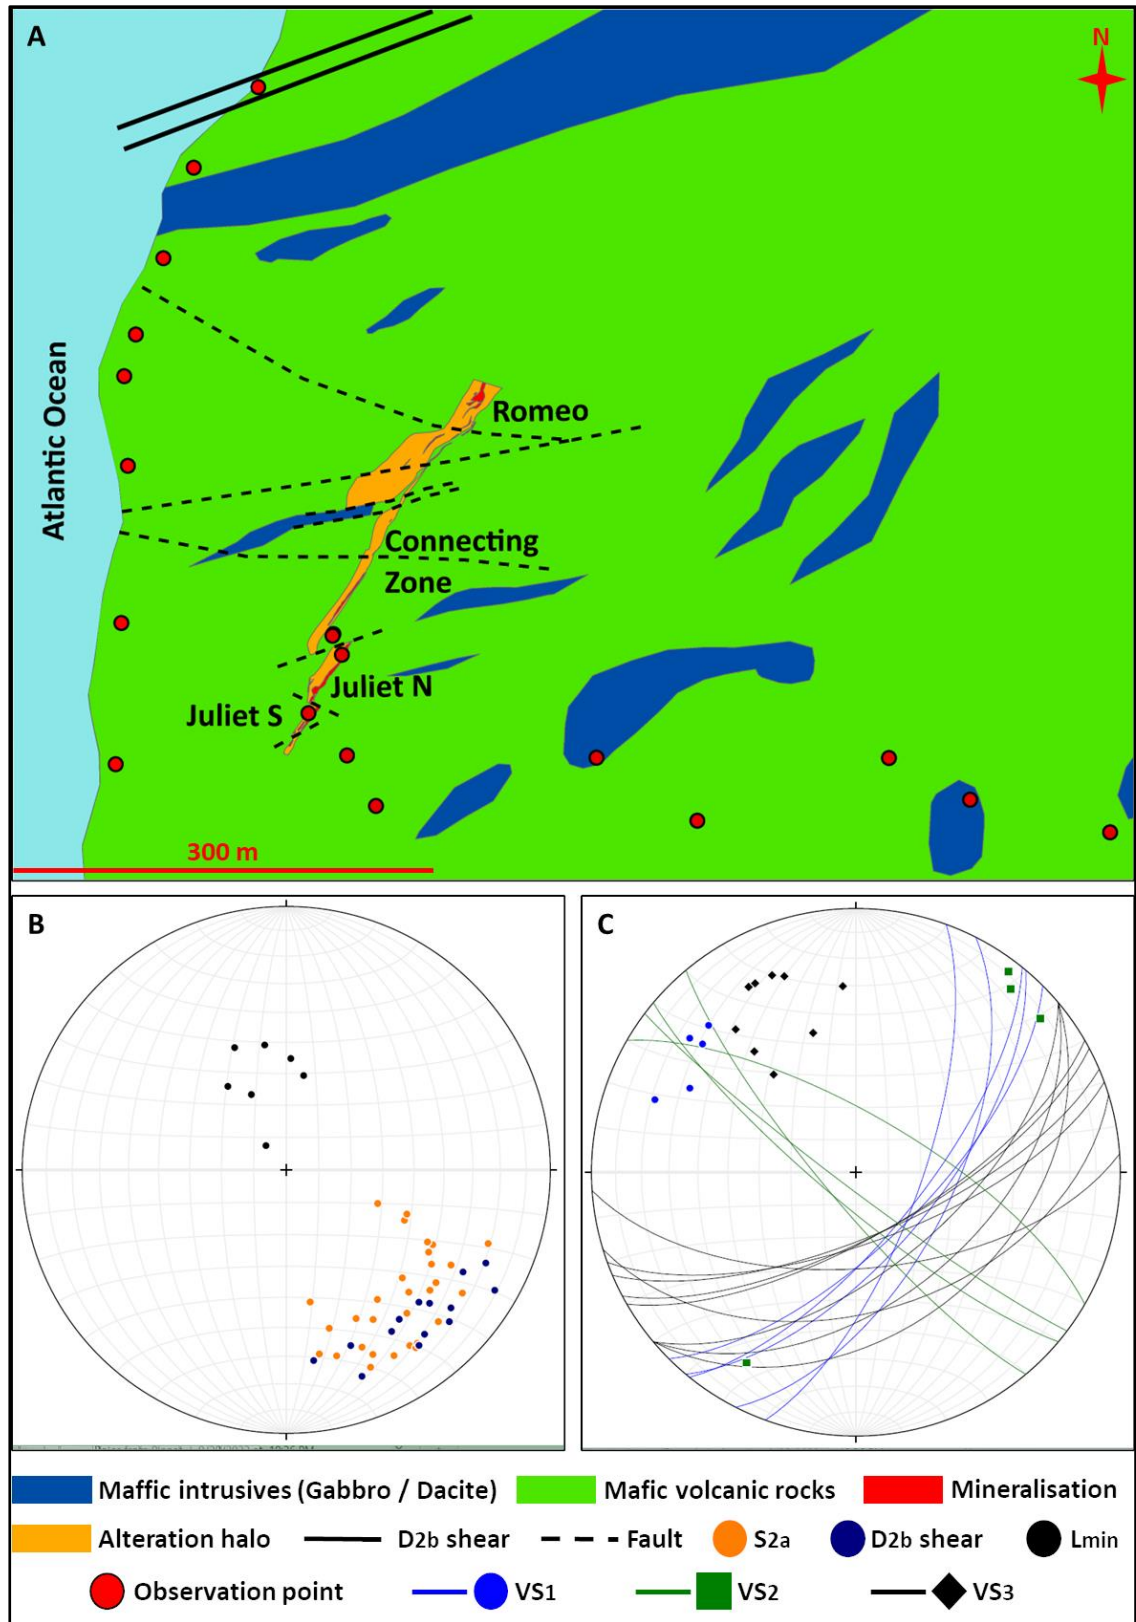 A
N
Atlantic Ocean
Romeo
Connecting
Zone
Juliet N
Juliet S
300 m
B
C
Maffic intrusives (Gabbro / Dacite) Mafic volcanic rocks Mineralisation
Alteration halo D2b shear Fault S2a D2b shear Lmin
Observation point VS1 VS2 VS3